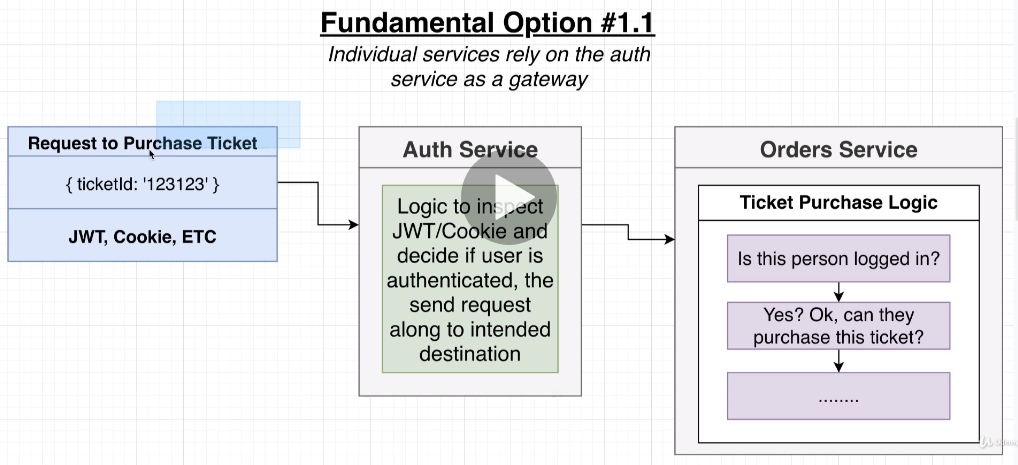 Fundamental Option #1.1
Individual services rely on the auth
service as a gateway
Request to Purchase Ticket
{ ticketId: '123123' }
JWT, Cookie, ETC
Auth Service
Logic to inspect
JWT/Cookie and
decide if user is
authenticated, the
send request
along to intended
destination
Orders Service
Ticket Purchase Logic
Is this person logged in?
Yes? Ok, can they
purchase this ticket?
........